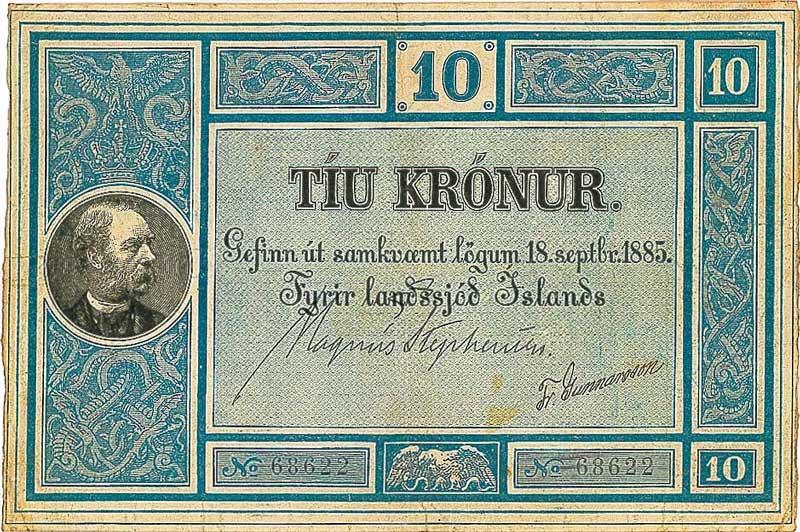 10
10
TÍU KRÓNUR.
Gefinn út samkvæmt lögum 18. septbr. 1885.
Fyrir landssjóð Íslands
Magnús Stephensen.
Fr. Gunnarsson
No 68622
No 68622
10